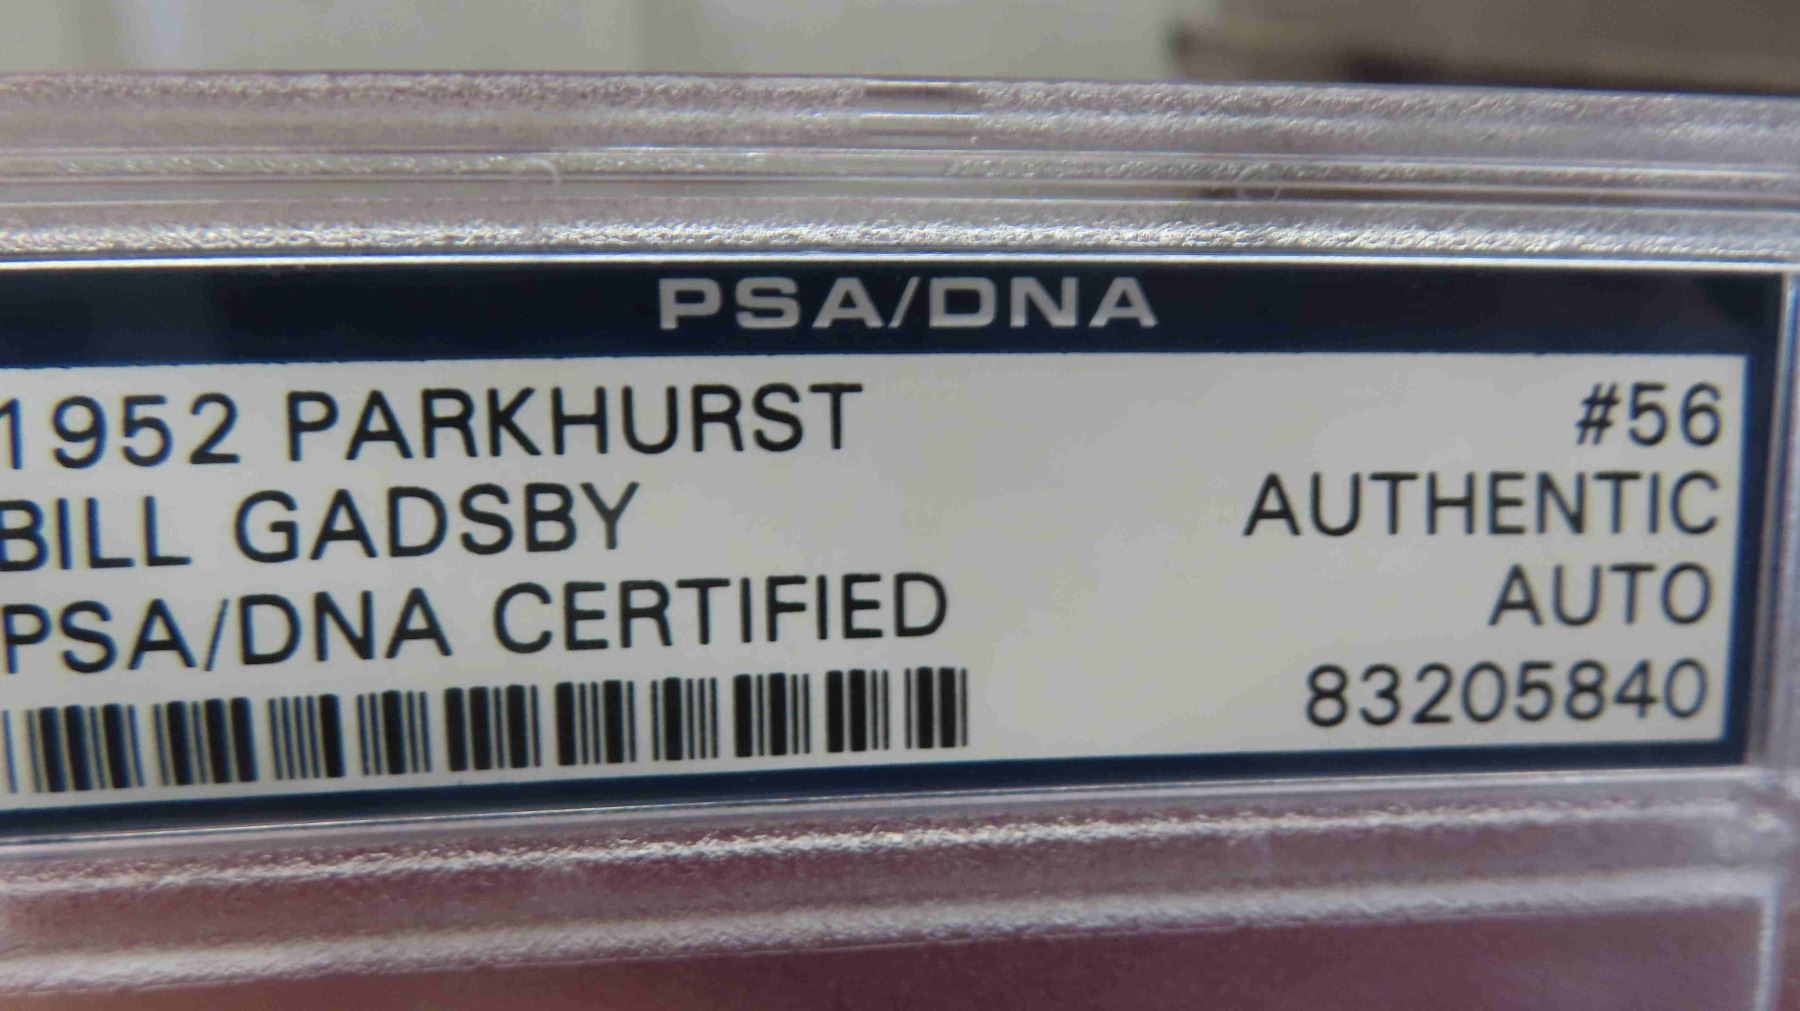 PSA/DNA
1952 PARKHURST #56
BILL GADSBY AUTHENTIC
PSA/DNA CERTIFIED AUTO
83205840